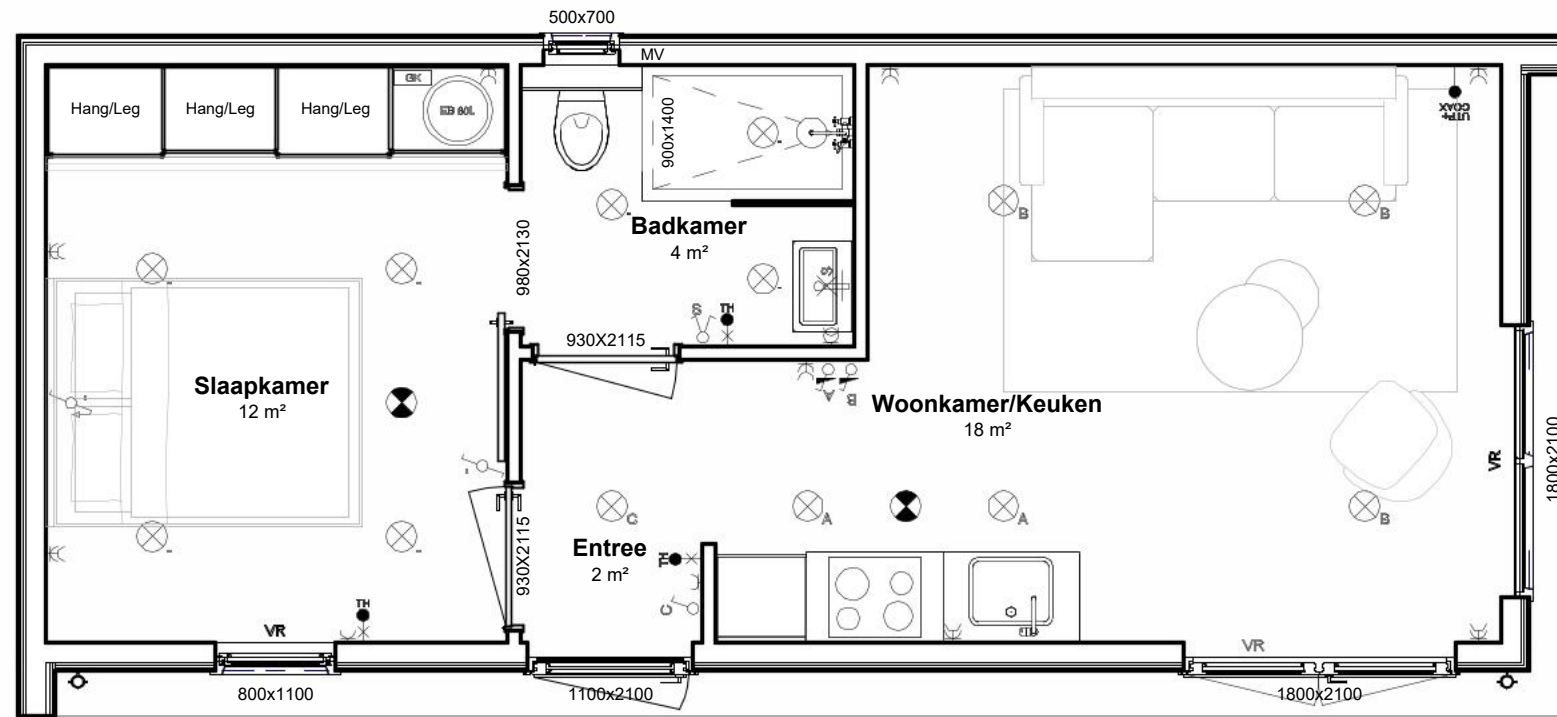 500x700
MV
Hang/Leg
Hang/Leg
Hang/Leg
GK
EB 80L
900x1400
UTP+
COAX
B
B
Badkamer
4 m²
980x2130
S
S
TH
930X2115
A
B
Slaapkamer
12 m²
Woonkamer/Keuken
18 m²
VR
1800x2100
C
A
A
B
930X2115
Entree
2 m²
TH
C
TH
VR
VR
800x1100
1100x2100
1800x2100